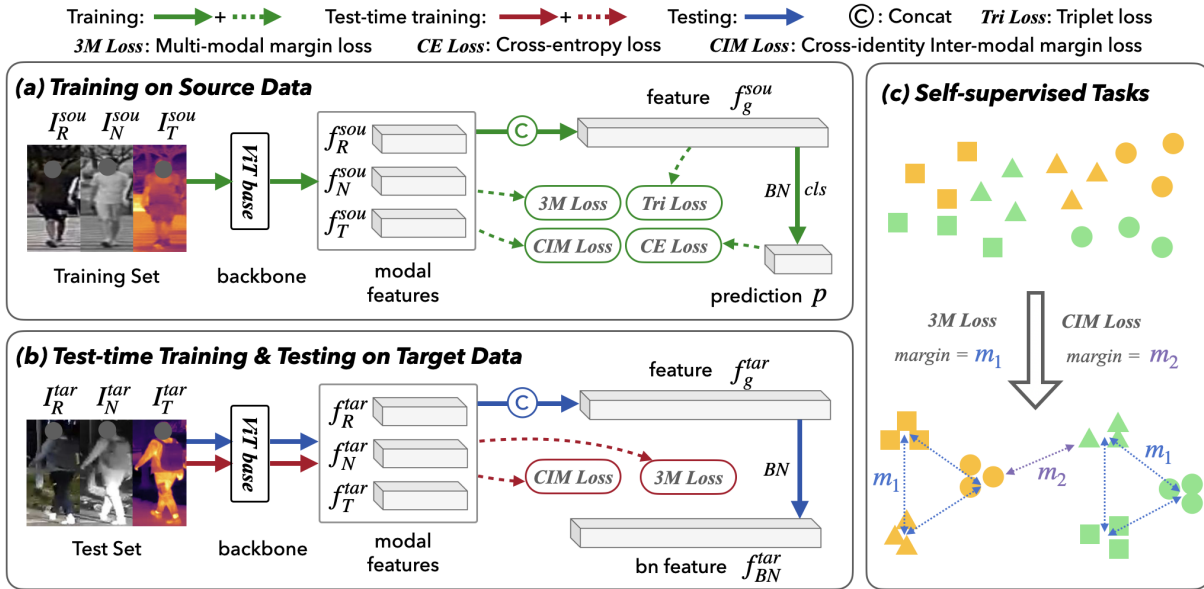 Training: + Test-time training: + Testing: C : Concat Tri Loss: Triplet loss
3M Loss: Multi-modal margin loss CE Loss: Cross-entropy loss CIM Loss: Cross-identity Inter-modal margin loss
(a) Training on Source Data
I_R^{sou} I_N^{sou} I_T^{sou}
ViT base
f_R^{sou}
f_N^{sou}
f_T^{sou}
C
feature f_g^{sou}
3M Loss Tri Loss
CIM Loss CE Loss
BN cls
Training Set backbone modal
features
prediction p
(b) Test-time Training & Testing on Target Data
I_R^{tar} I_N^{tar} I_T^{tar}
ViT base
f_R^{tar}
f_N^{tar}
f_T^{tar}
C
feature f_g^{tar}
CIM Loss 3M Loss
BN
Test Set backbone modal
features
bn feature f_{BN}^{tar}
(c) Self-supervised Tasks
3M Loss CIM Loss
margin = m_1 margin = m_2
m_1 m_2 m_1